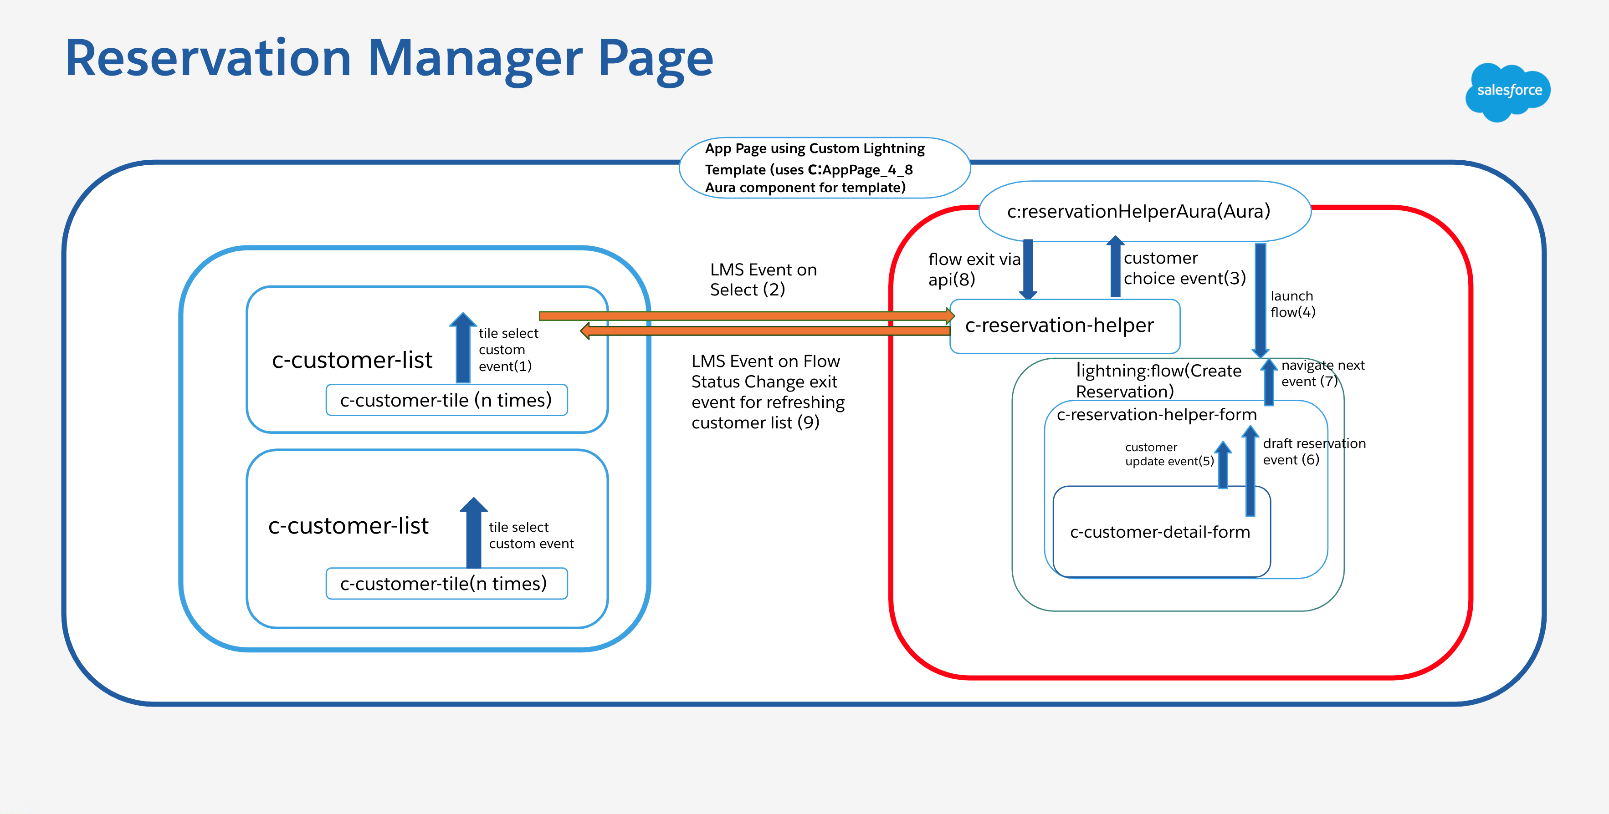 Reservation Manager Page
salesforce
App Page using Custom Lightning
Template (uses C:AppPage_4_8
Aura component for template)
c:reservationHelperAura(Aura)
flow exit via
api(8)
customer
choice event(3)
launch
flow(4)
LMS Event on
Select (2)
c-reservation-helper
tile select
custom
event(1)
c-customer-list
c-customer-tile (n times)
LMS Event on Flow
Status Change exit
event for refreshing
customer list (9)
lightning:flow(Create
Reservation)
navigate next
event (7)
c-reservation-helper-form
customer
update event(5)
draft reservation
event (6)
c-customer-detail-form
c-customer-list
tile select
custom event
c-customer-tile(n times)